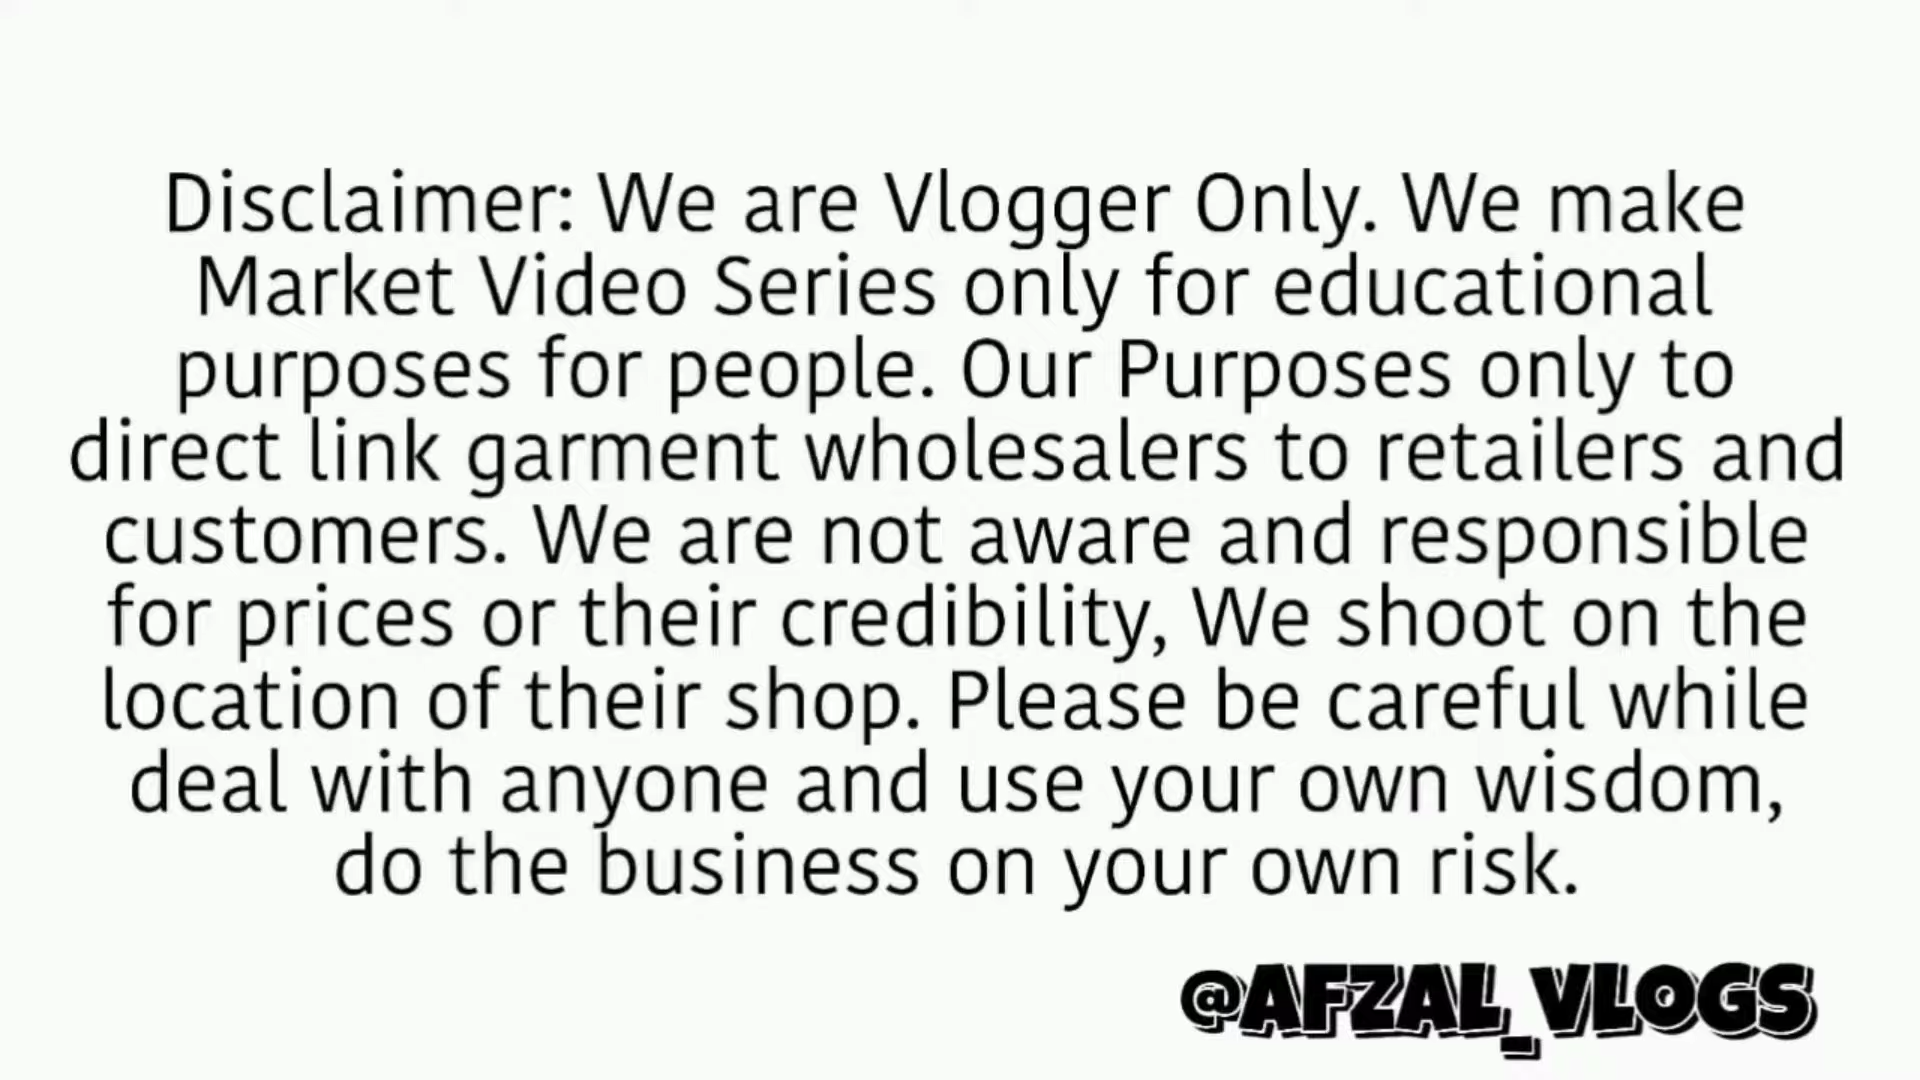 Disclaimer: We are Vlogger Only. We make
Market Video Series only for educational
purposes for people. Our Purposes only to
direct link garment wholesalers to retailers and
customers. We are not aware and responsible
for prices or their credibility, We shoot on the
location of their shop. Please be careful while
deal with anyone and use your own wisdom,
do the business on your own risk.
@AFZAL_VLOGS